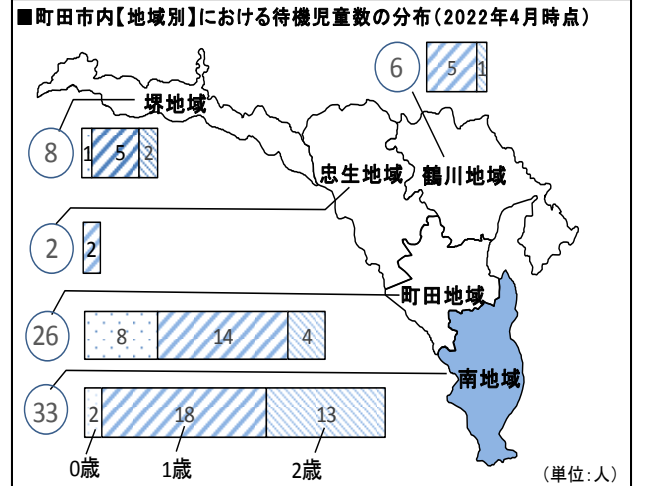 ■町田市内【地域別】における待機児童数の分布(2022年4月時点)
6
5
1
堺地域
8
1
5
2
忠生地域
鶴川地域
2
2
町田地域
26
8
14
4
南地域
33
2
18
13
0歳
1歳
2歳
(単位:人)